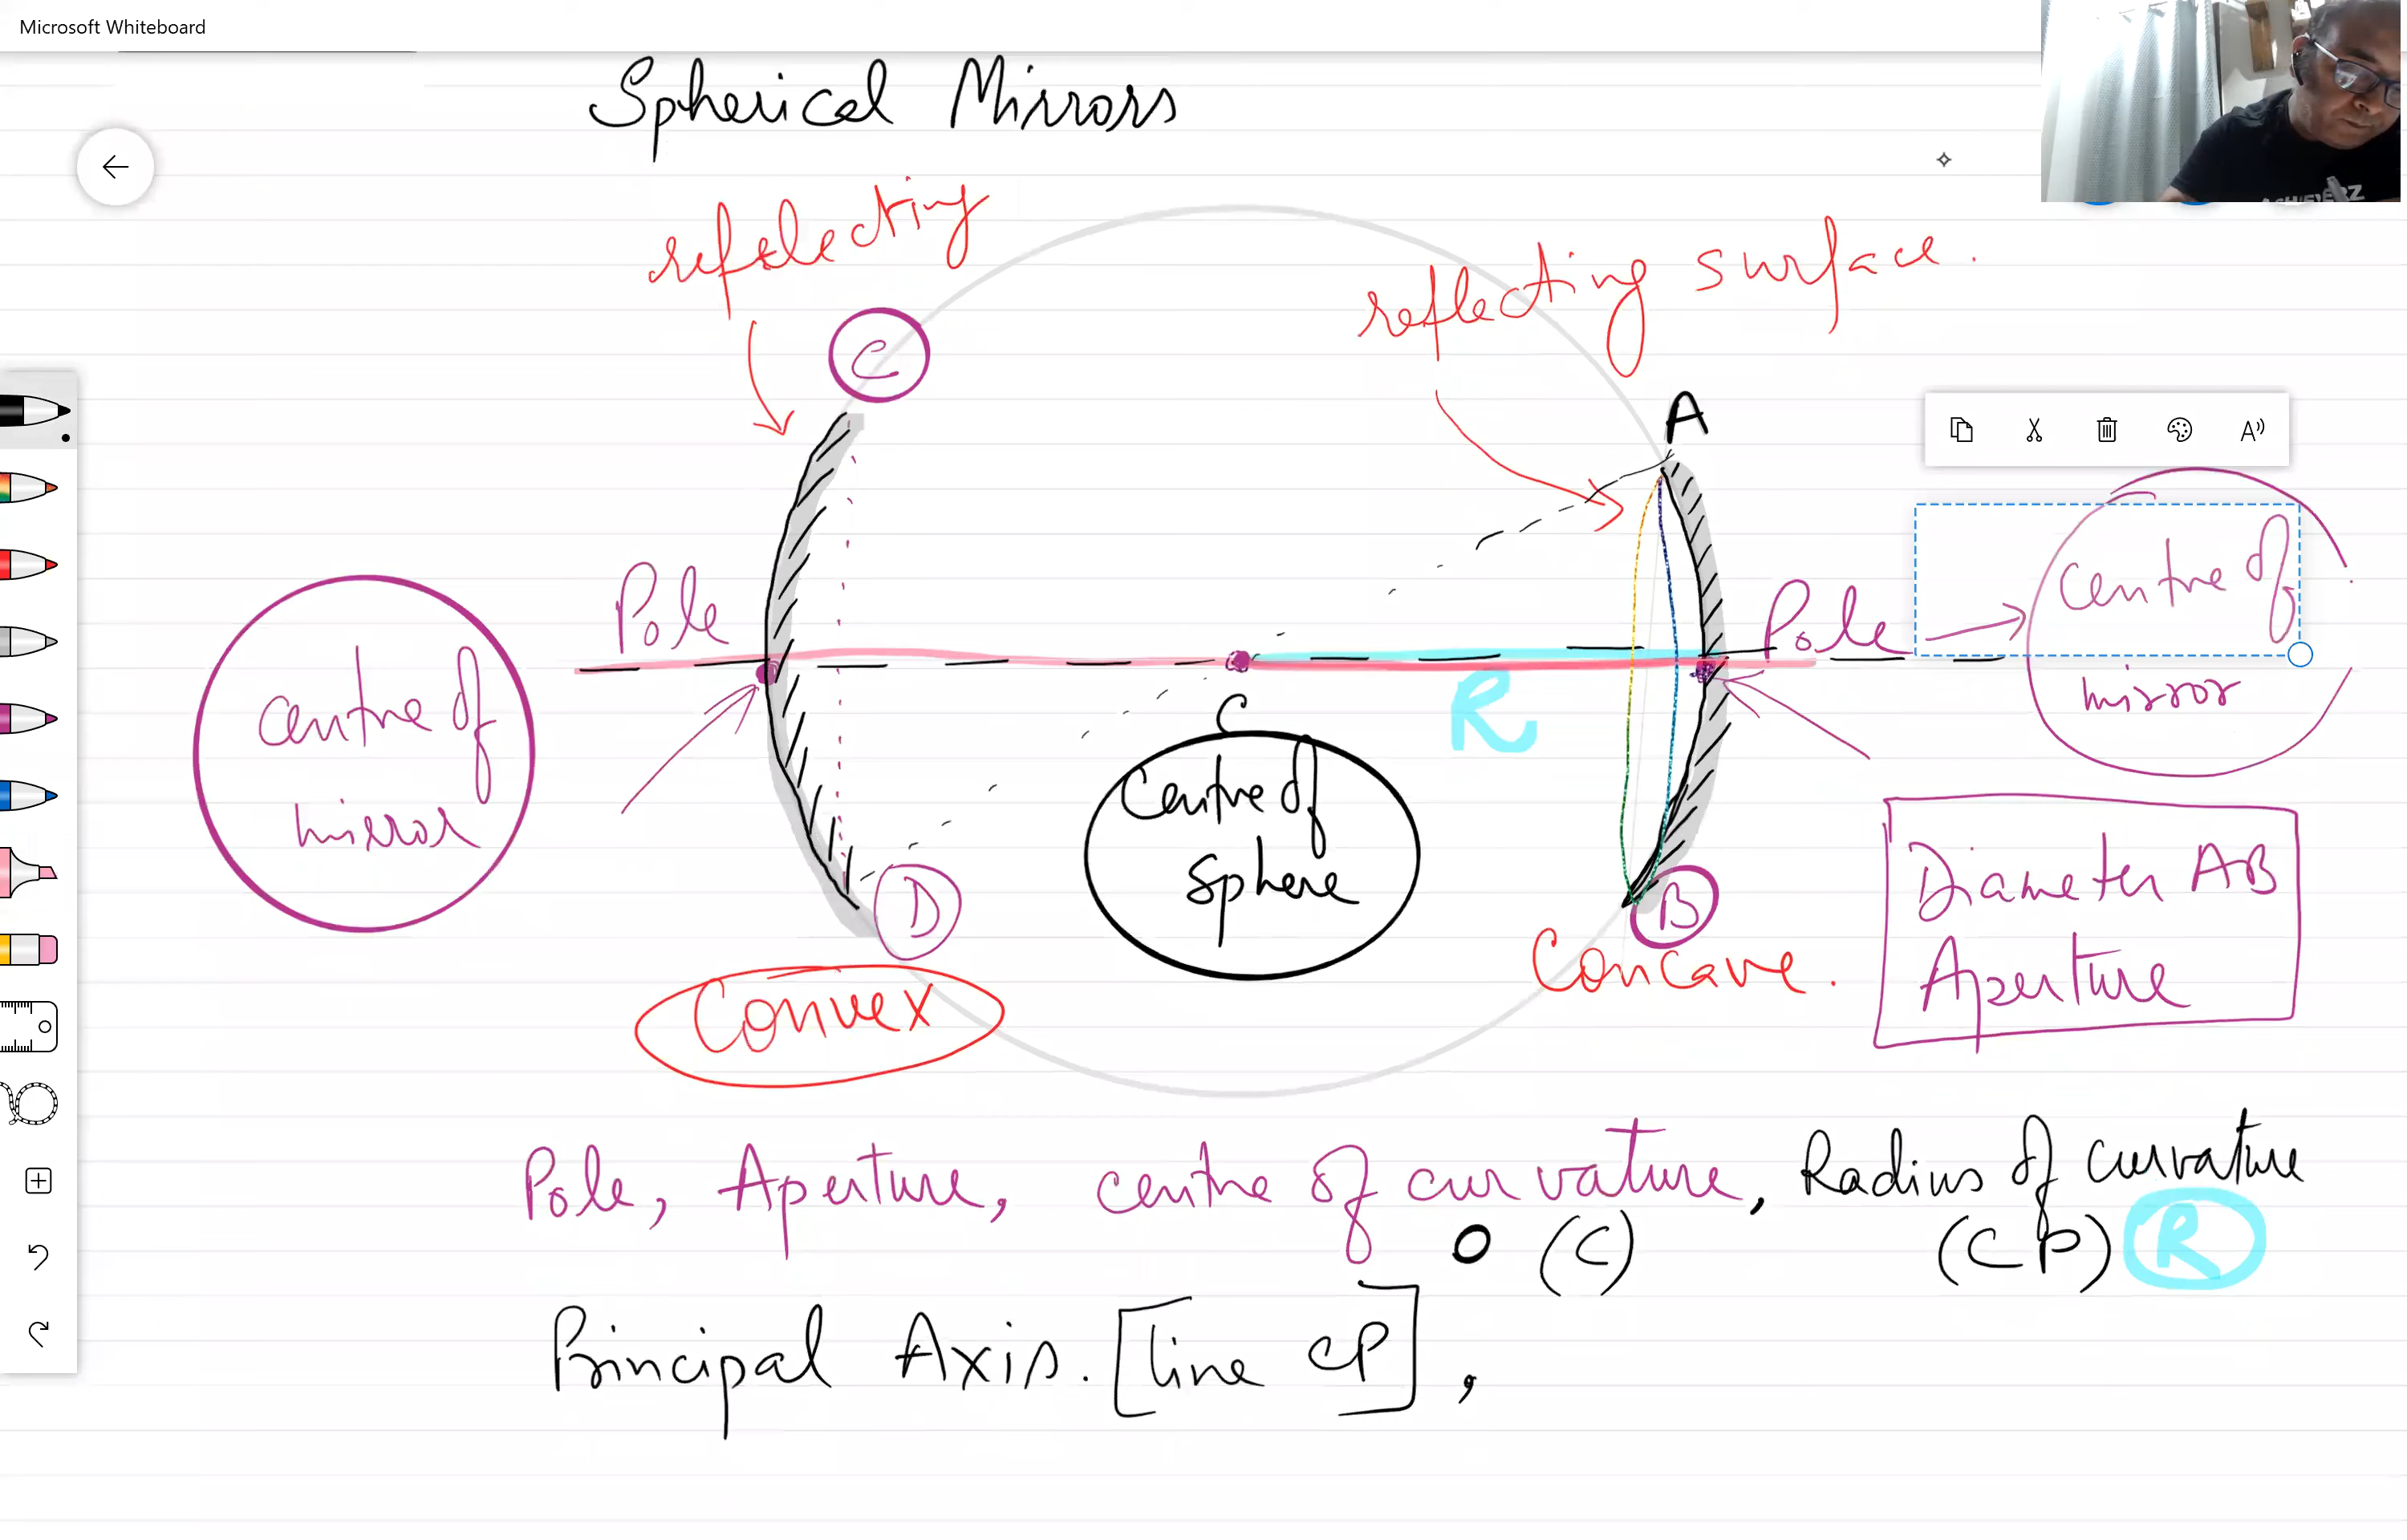 Microsoft Whiteboard
Spherical Mirrors
reflecting
reflecting surface.
C
A
Pole
Pole
centre of
mirror
centre of
mirror
R
C
Centre of
Sphere
D
B
Convex
Concave.
Diameter AB
Aperture
Pole, Aperture, centre of curvature, Radius of curvature
O (C) (CP) R
Principal Axis. [line CP],